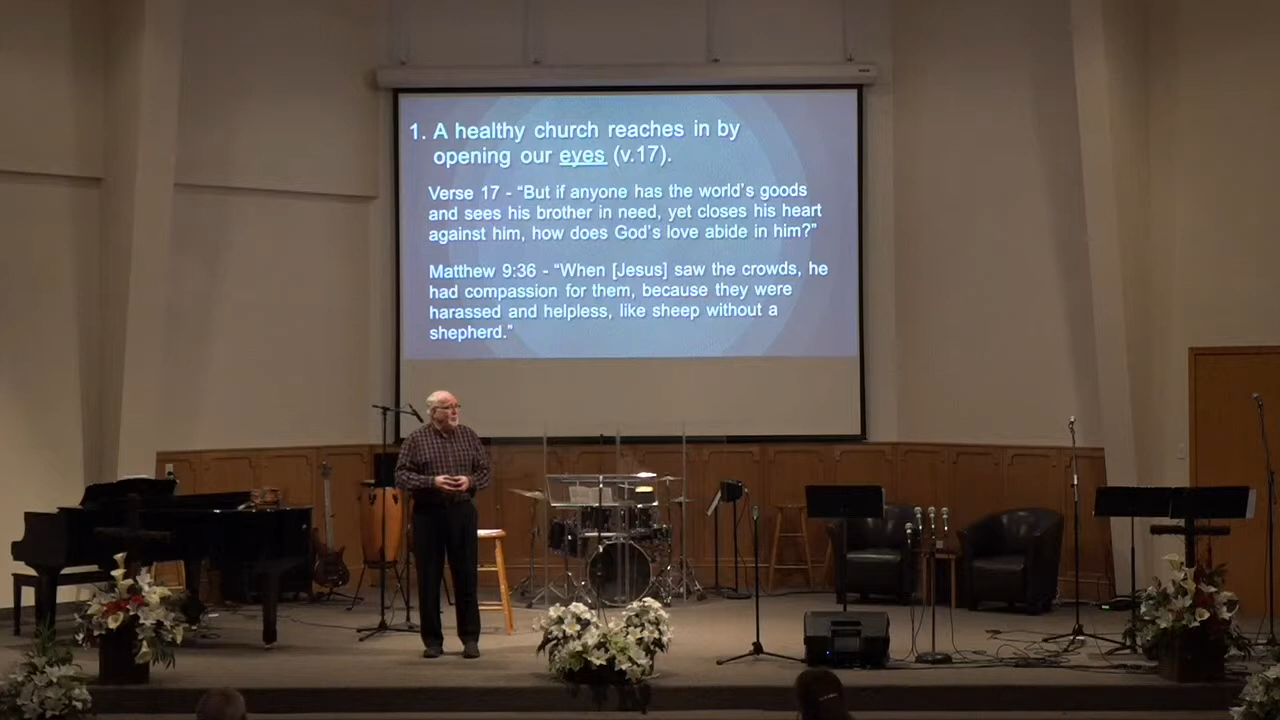 1. A healthy church reaches in by
opening our eyes (v.17).
Verse 17 - “But if anyone has the world’s goods
and sees his brother in need, yet closes his heart
against him, how does God’s love abide in him?”
Matthew 9:36 - “When [Jesus] saw the crowds, he
had compassion for them, because they were
harassed and helpless, like sheep without a
shepherd.”